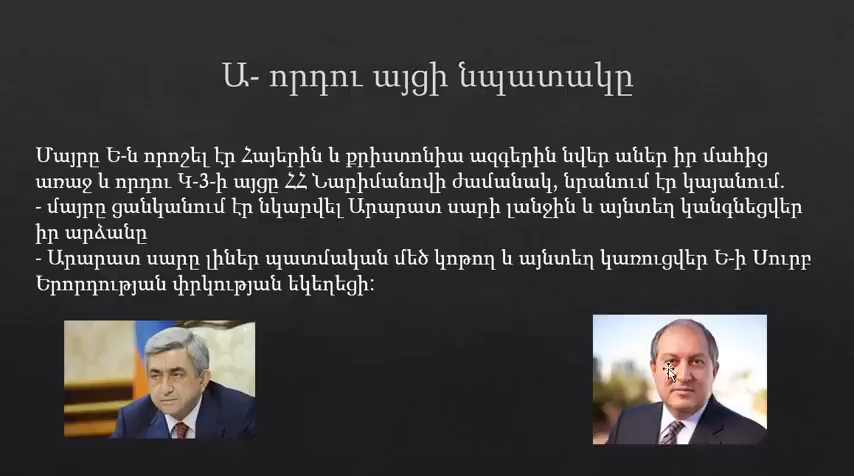 Ա- որդու այցի նպատակը
Մայրը Ե-ն որոշել էր Հայերին և քրիստոնիա ազգերին նվեր աներ իր մահից
առաջ և որդու Կ-3-ի այցը ՀՀ Նարիմանովի ժամանակ, նրանում էր կայանում.
- մայրը ցանկանում էր նկարվել Արարատ սարի լանջին և այնտեղ կանգնեցվեր
իր արձանը
- Արարատ սարը լիներ պատմական մեծ կոթող և այնտեղ կառուցվեր Ե-ի Սուրբ
Երորդության փրկության եկեղեցի: